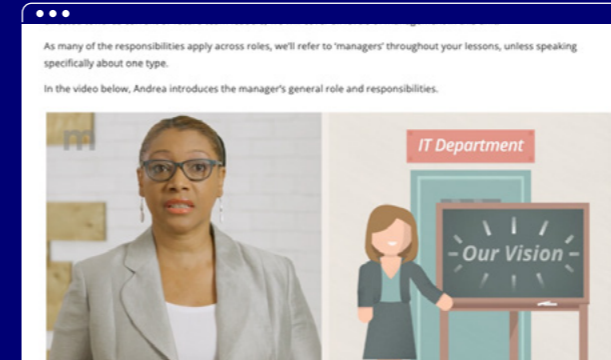 As many of the responsibilities apply across roles, we'll refer to 'managers' throughout your lessons, unless speaking
specifically about one type.
In the video below, Andrea introduces the manager's general role and responsibilities.
m
IT Department
Our Vision